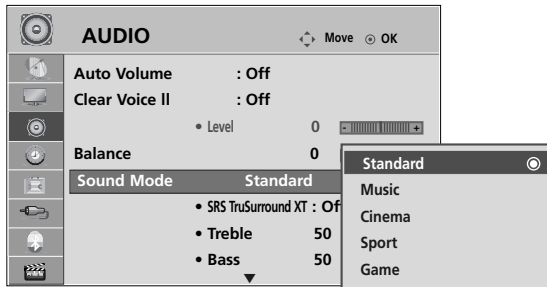 AUDIO Move OK
Auto Volume : Off
Clear Voice ll : Off
• Level 0 - +
Balance 0
Sound Mode Standard
• SRS TruSurround XT : Of
• Treble 50
• Bass 50
Standard
Music
Cinema
Sport
Game